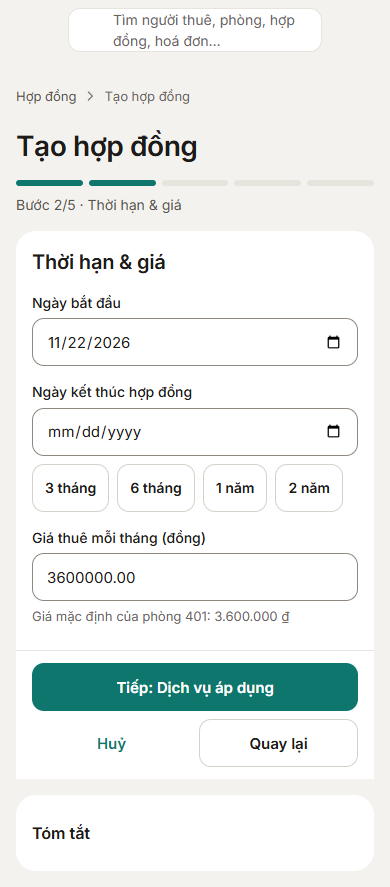 Tìm người thuê, phòng, hợp
đồng, hoá đơn...
Hợp đồng > Tạo hợp đồng
Tạo hợp đồng
Bước 2/5 · Thời hạn & giá
Thời hạn & giá
Ngày bắt đầu
11/22/2026
Ngày kết thúc hợp đồng
mm/dd/yyyy
3 tháng 6 tháng 1 năm 2 năm
Giá thuê mỗi tháng (đồng)
3600000.00
Giá mặc định của phòng 401: 3.600.000 ₫
Tiếp: Dịch vụ áp dụng
Huỷ Quay lại
Tóm tắt